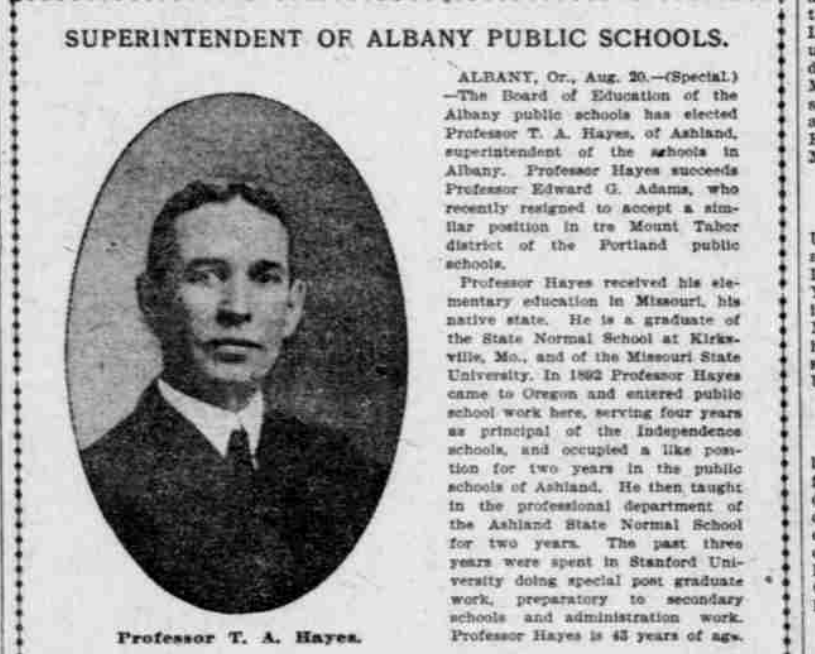 SUPERINTENDENT OF ALBANY PUBLIC SCHOOLS.
ALBANY, Or., Aug. 20.—(Special.)
—The Board of Education of the
Albany public schools has elected
Professor T. A. Hayes, of Ashland,
superintendent of the schools in
Albany. Professor Hayes succeeds
Professor Edward G. Adams, who
recently resigned to accept a sim-
ilar position in tre Mount Tabor
district of the Portland public
schools.
Professor Hayes received his ele-
mentary education in Missouri, his
native state. He is a graduate of
the State Normal School at Kirks-
ville, Mo., and of the Missouri State
University. In 1892 Professor Hayes
came to Oregon and entered public
school work here, serving four years
as principal of the Independence
schools, and occupied a like posi-
tion for two years in the public
schools of Ashland. He then taught
in the professional department of
the Ashland State Normal School
for two years. The past three
years were spent in Stanford Uni-
versity doing special post graduate
work, preparatory to secondary
schools and administration work.
Professor Hayes is 43 years of age.
Professor T. A. Hayes.